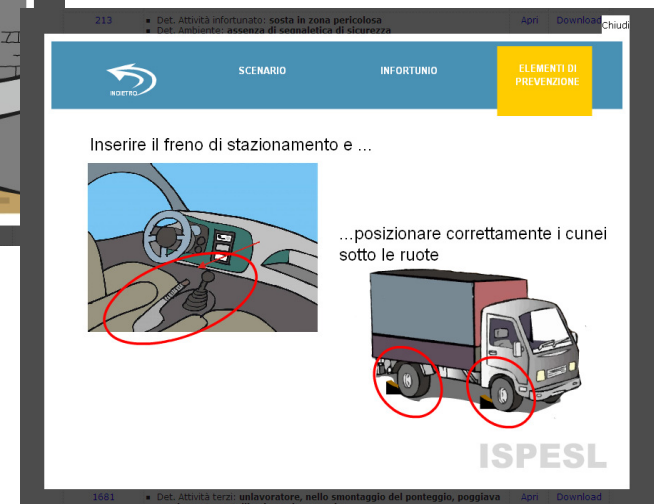 213
Det. Attività infortunato: sosta in zona pericolosa
Apri Download
Det. Ambiente: assenza di segnaletica di sicurezza
Chiudi
INDIETRO
SCENARIO
INFORTUNIO
ELEMENTI DI
PREVENZIONE
Inserire il freno di stazionamento e ...
...posizionare correttamente i cunei
sotto le ruote
ISPESL
1681
Det. Attività terzi: unlavoratore, nello smontaggio del ponteggio, poggiava
Apri Download